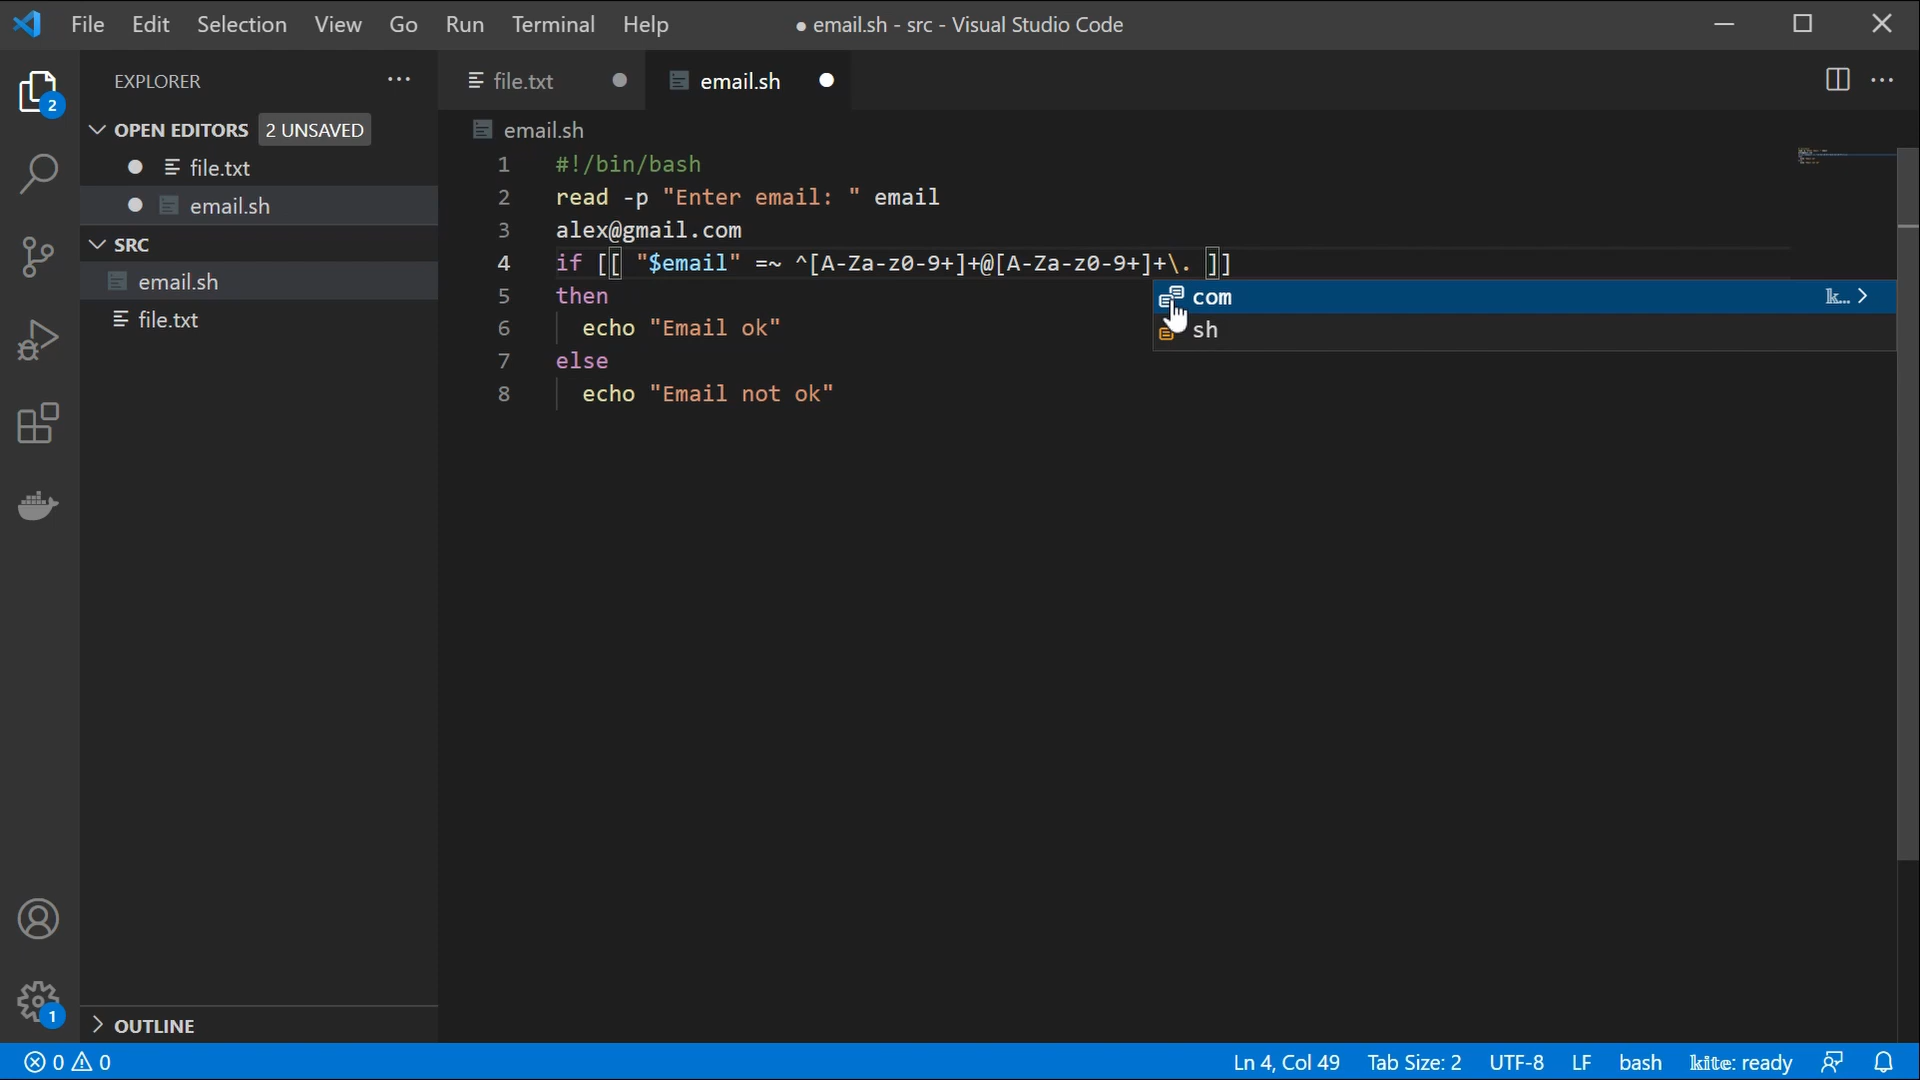 File Edit Selection View Go Run Terminal Help ● email.sh - src - Visual Studio Code
EXPLORER
file.txt
email.sh
OPEN EDITORS 2 UNSAVED
file.txt
email.sh
SRC
email.sh
file.txt
OUTLINE
email.sh
1 #!/bin/bash
2 read -p "Enter email: " email
3 alex@gmail.com
4 if [[ "$email" =~ ^[A-Za-z0-9+]+@[A-Za-z0-9+]+\. ]]
5 then
6 echo "Email ok"
7 else
8 echo "Email not ok"
com k...
sh
2
1
0 0 Ln 4, Col 49 Tab Size: 2 UTF-8 LF bash kite: ready